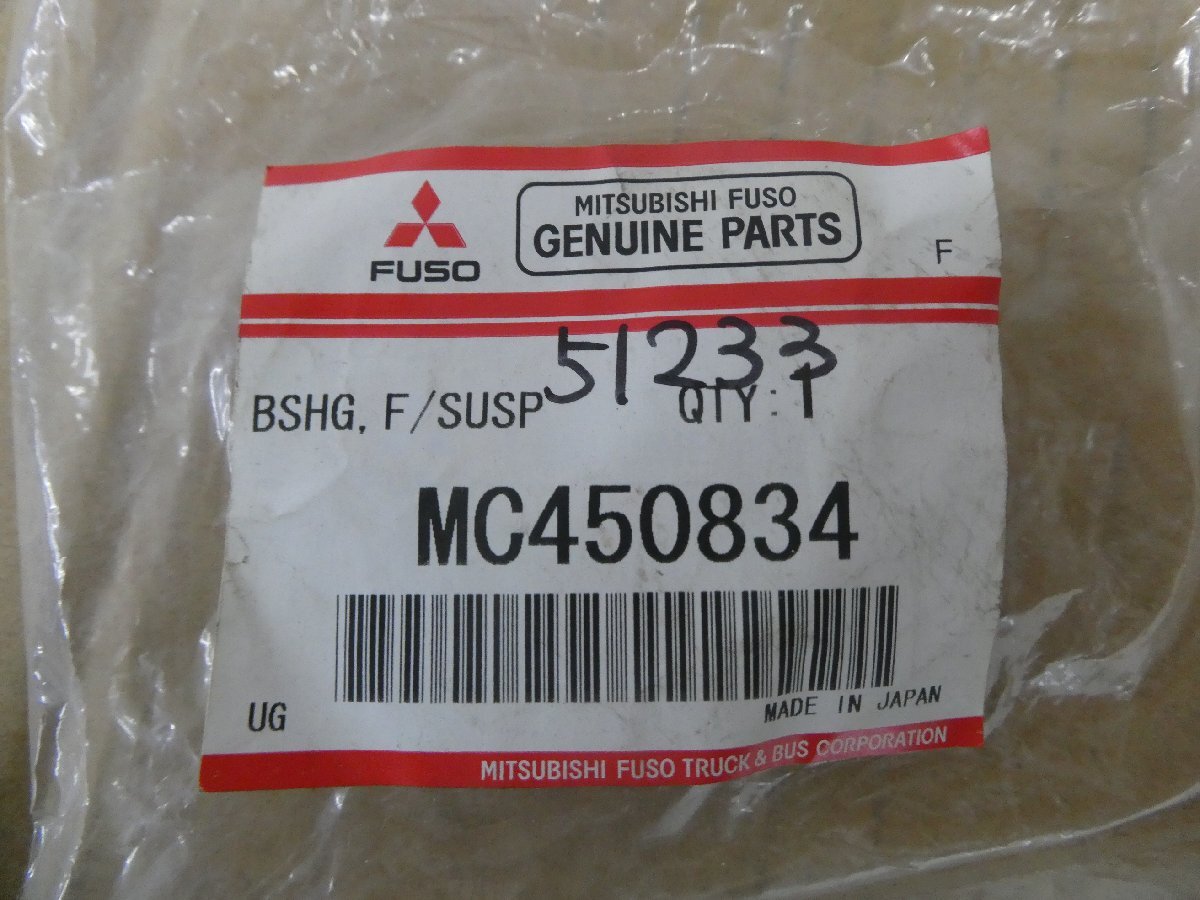 FUSO
MITSUBISHI FUSO
GENUINE PARTS
F
51233
BSHG, F/SUSP QTY: 1
MC450834
UG
MADE IN JAPAN
MITSUBISHI FUSO TRUCK & BUS CORPORATION